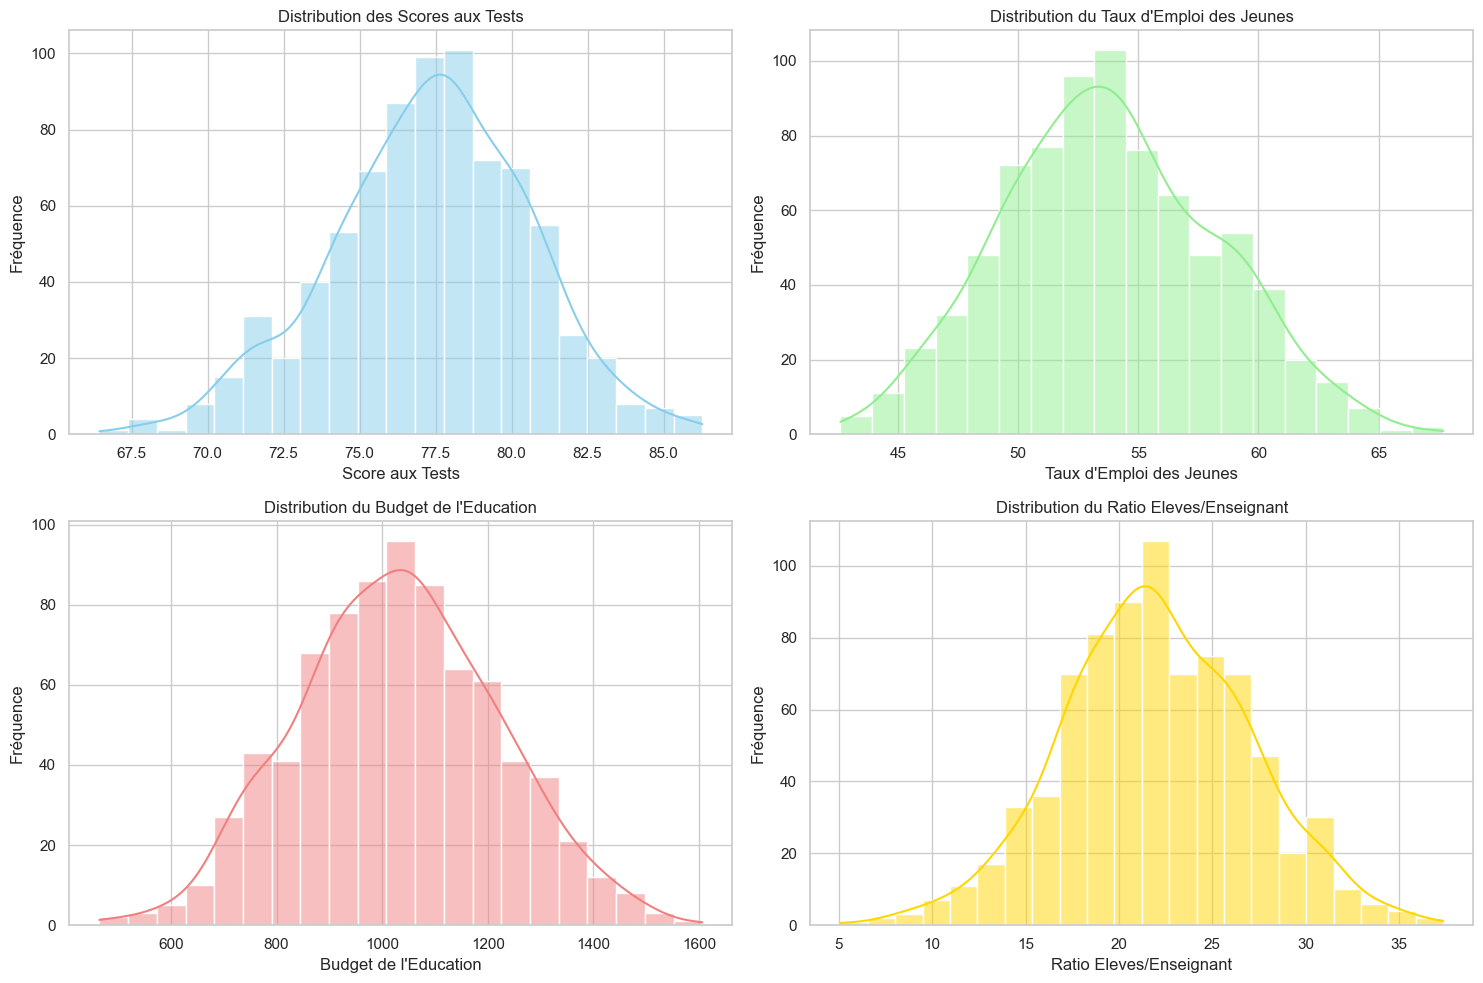 Distribution des Scores aux Tests
100
80
60
40
20
0
Fréquence
67.5 70.0 72.5 75.0 77.5 80.0 82.5 85.0
Score aux Tests
Distribution du Taux d'Emploi des Jeunes
100
80
60
40
20
0
Fréquence
45 50 55 60 65
Taux d'Emploi des Jeunes
Distribution du Budget de l'Education
100
80
60
40
20
0
Fréquence
600 800 1000 1200 1400 1600
Budget de l'Education
Distribution du Ratio Eleves/Enseignant
100
80
60
40
20
0
Fréquence
5 10 15 20 25 30 35
Ratio Eleves/Enseignant